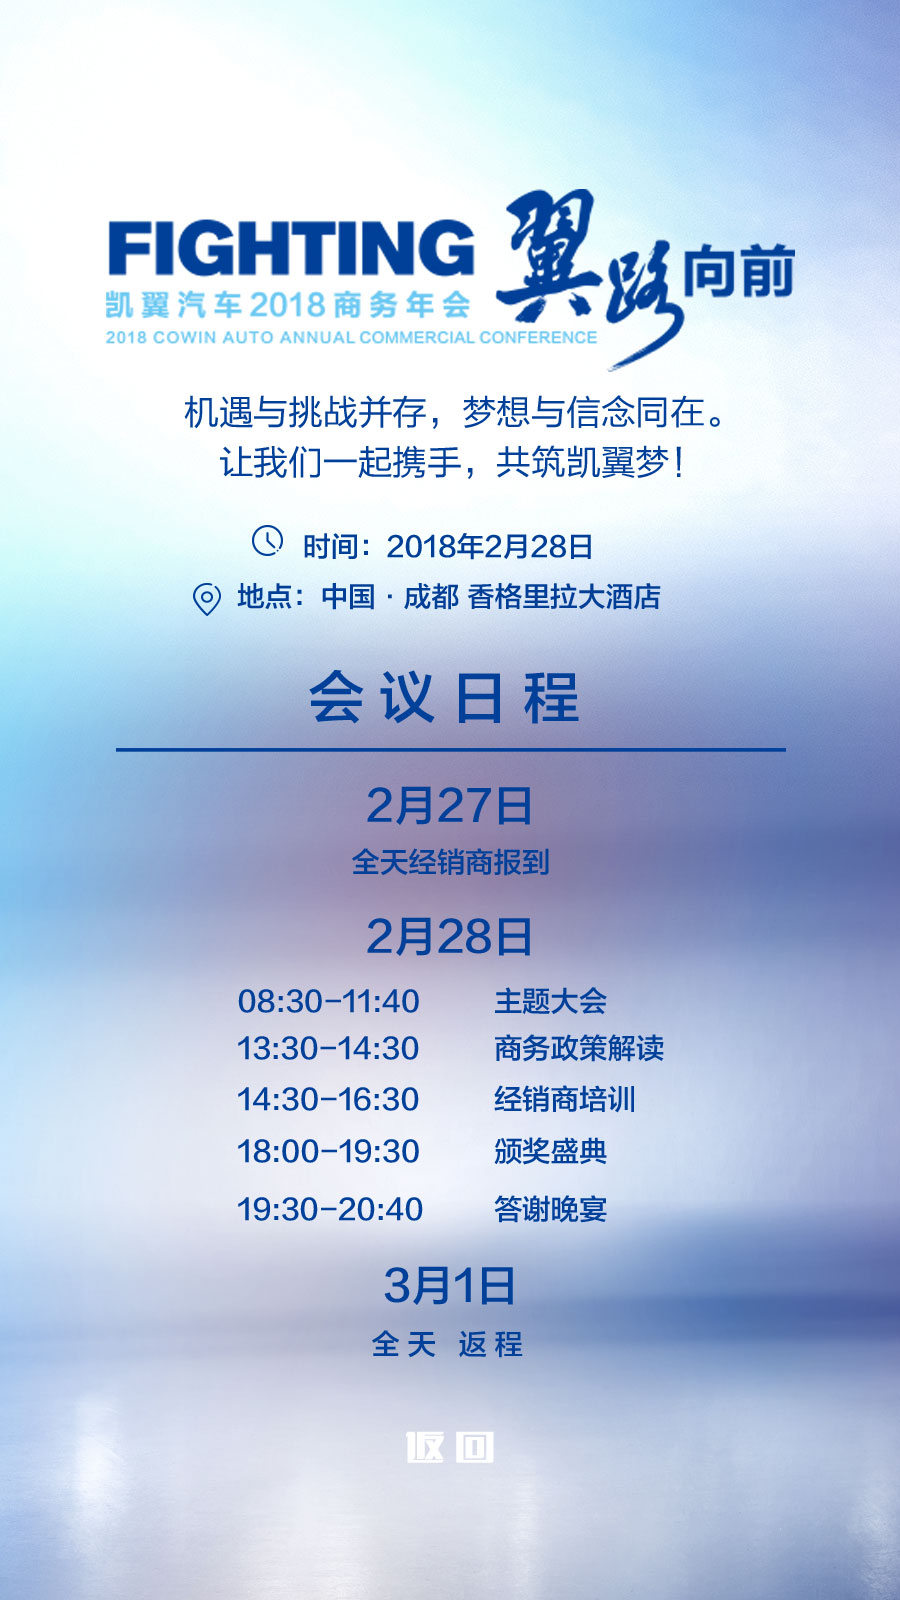 FIGHTING 翼路向前
凯翼汽车2018商务年会
2018 COWIN AUTO ANNUAL COMMERCIAL CONFERENCE
机遇与挑战并存，梦想与信念同在。
让我们一起携手，共筑凯翼梦！
时间：2018年2月28日
地点：中国·成都 香格里拉大酒店
会议日程
2月27日
全天经销商报到
2月28日
08:30-11:40 主题大会
13:30-14:30 商务政策解读
14:30-16:30 经销商培训
18:00-19:30 颁奖盛典
19:30-20:40 答谢晚宴
3月1日
全天 返程
返回